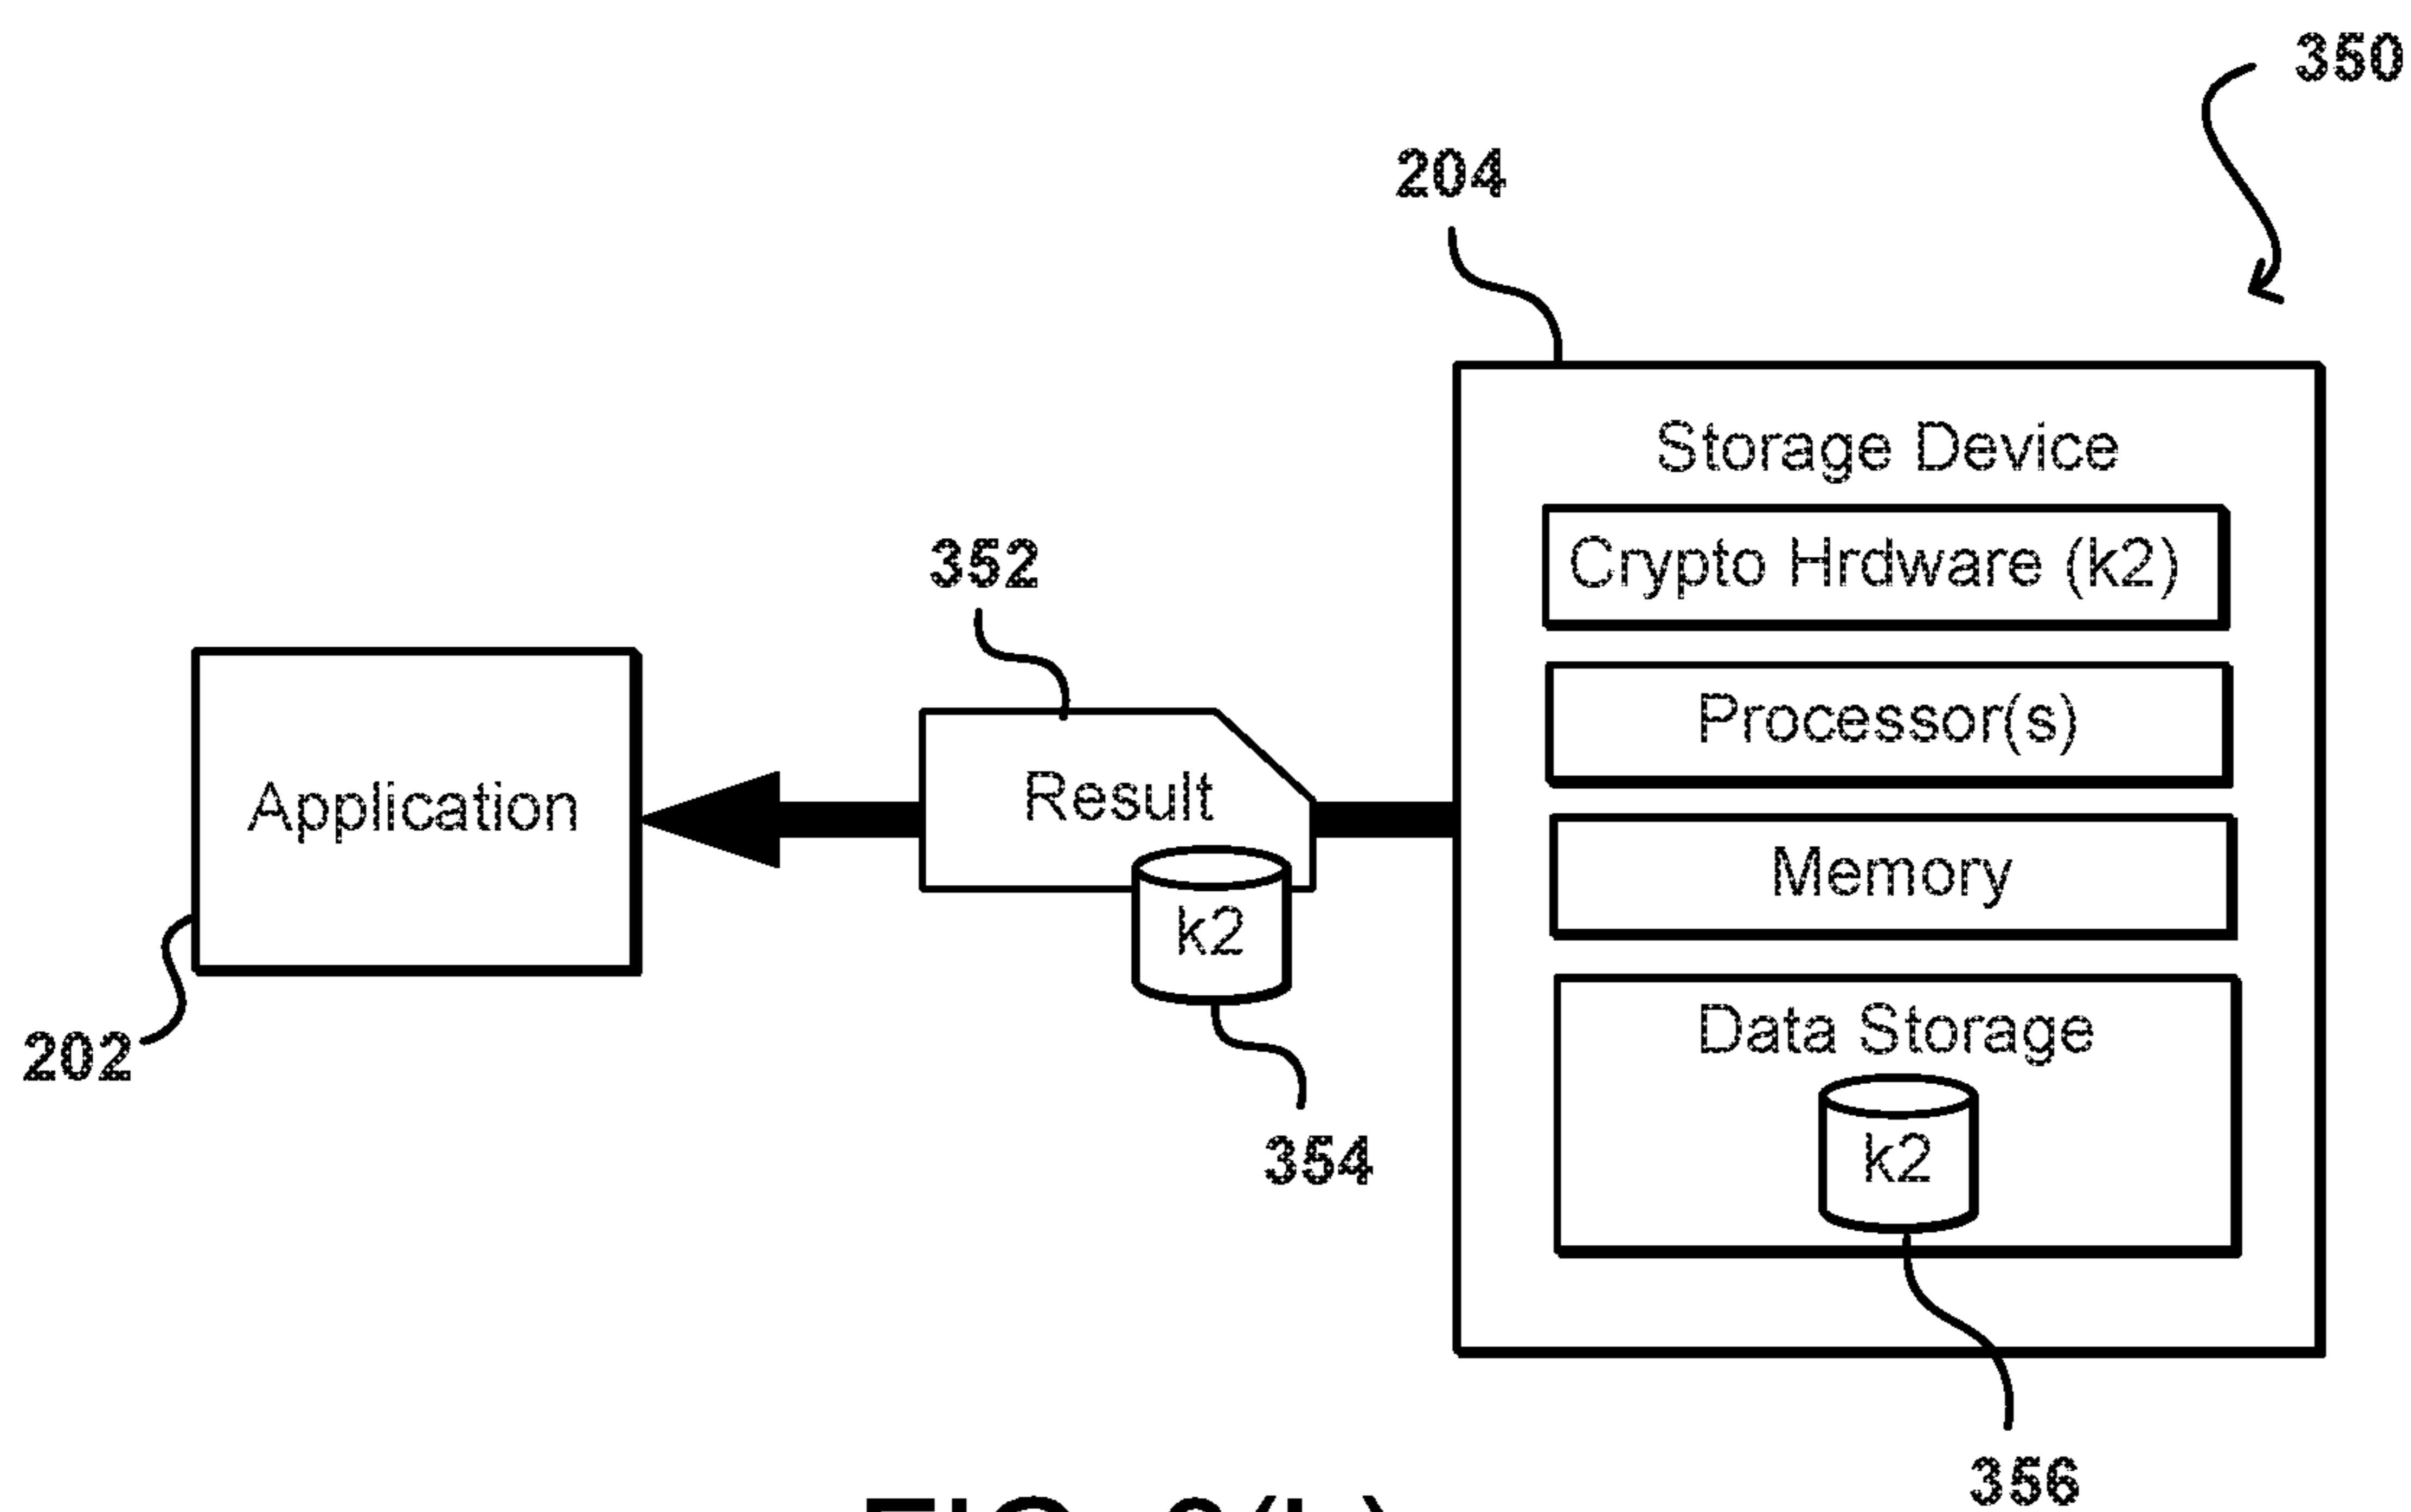 350
204
Storage Device
Crypto Hrdware (k2)
352
Processor(s)
Result
Application
Memory
k2
Data Storage
202
k2
354
356